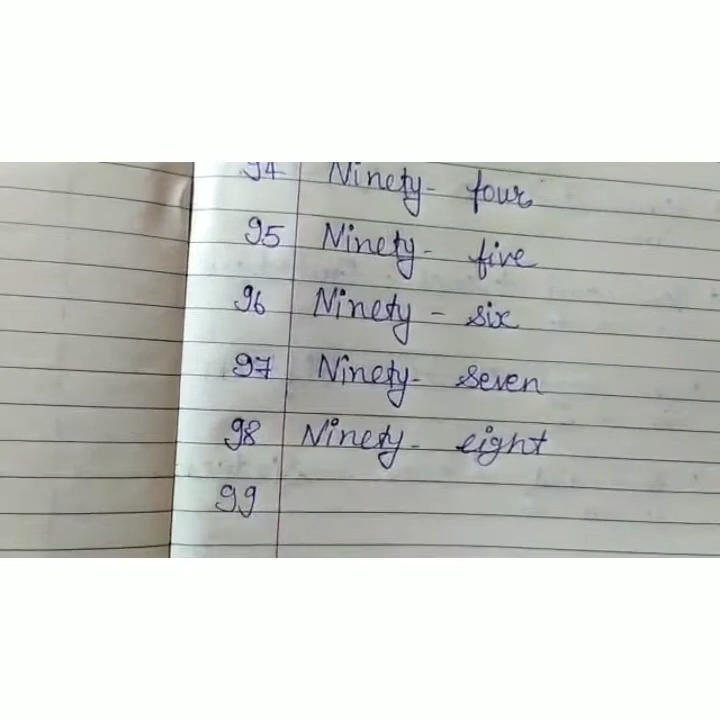 94 Ninety- four
95 Ninety- five
96 Ninety - six
97 Ninety- seven
98 Ninety- eight
99